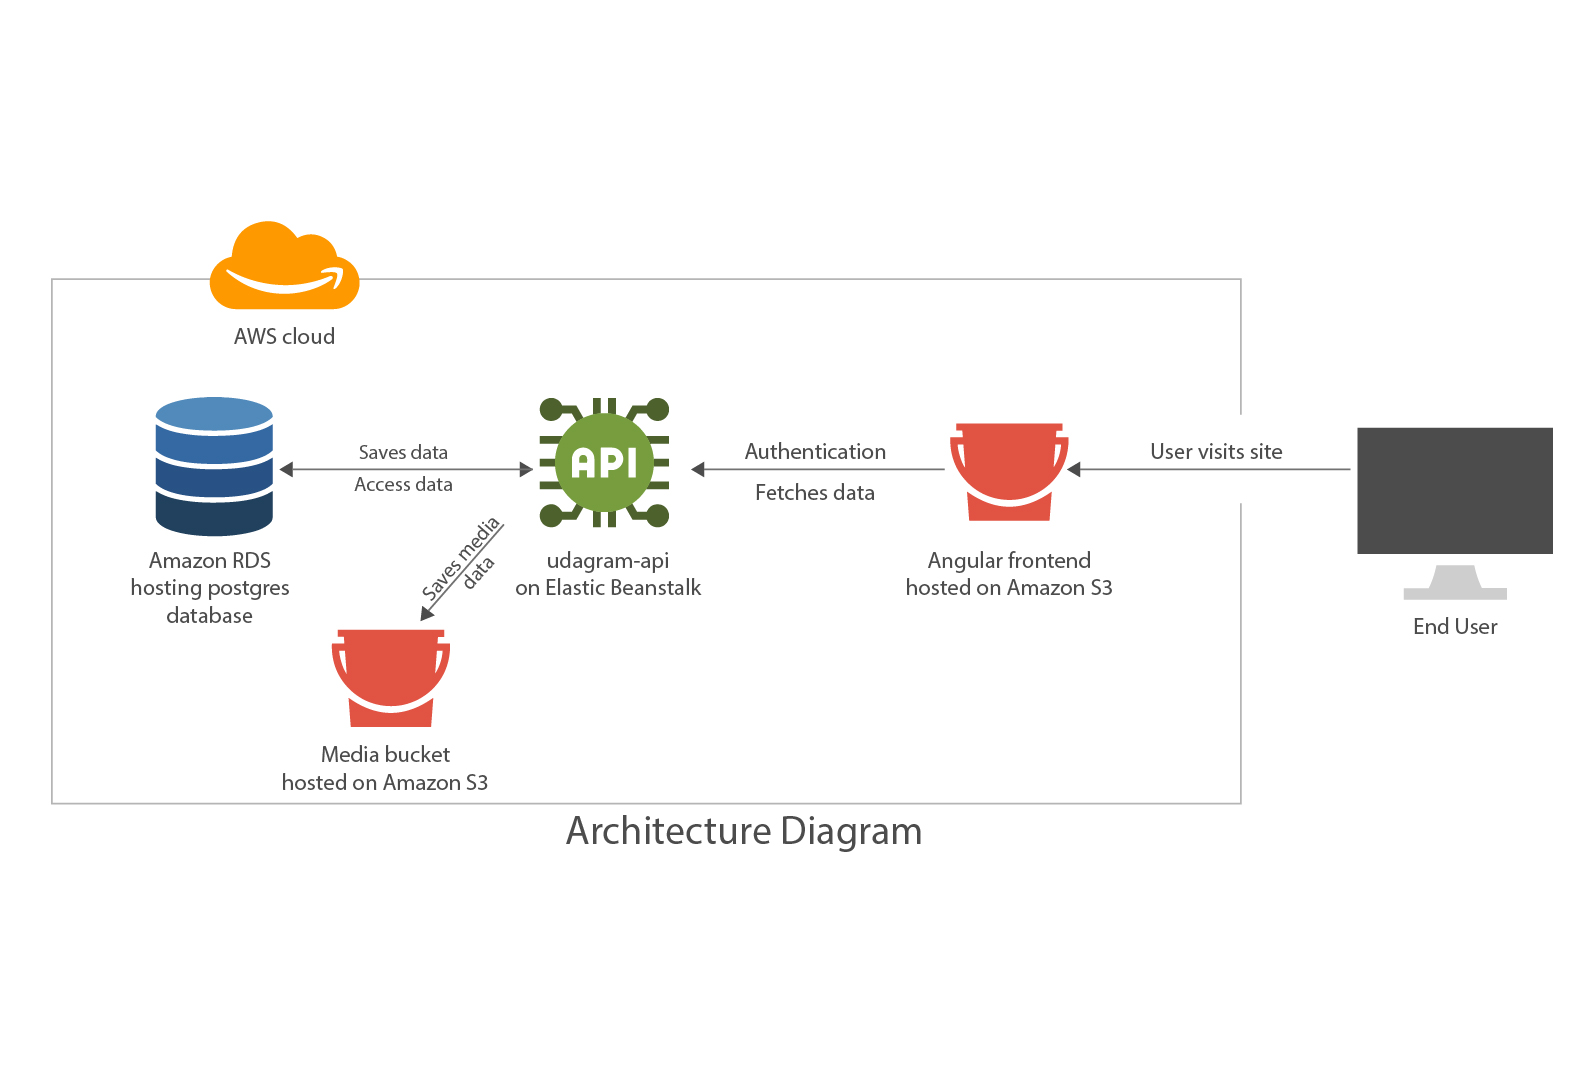 AWS cloud
Saves data
Access data
API
Authentication
Fetches data
User visits site
Amazon RDS
hosting postgres
database
Saves media
data
udagram-api
on Elastic Beanstalk
Angular frontend
hosted on Amazon S3
End User
Media bucket
hosted on Amazon S3
Architecture Diagram